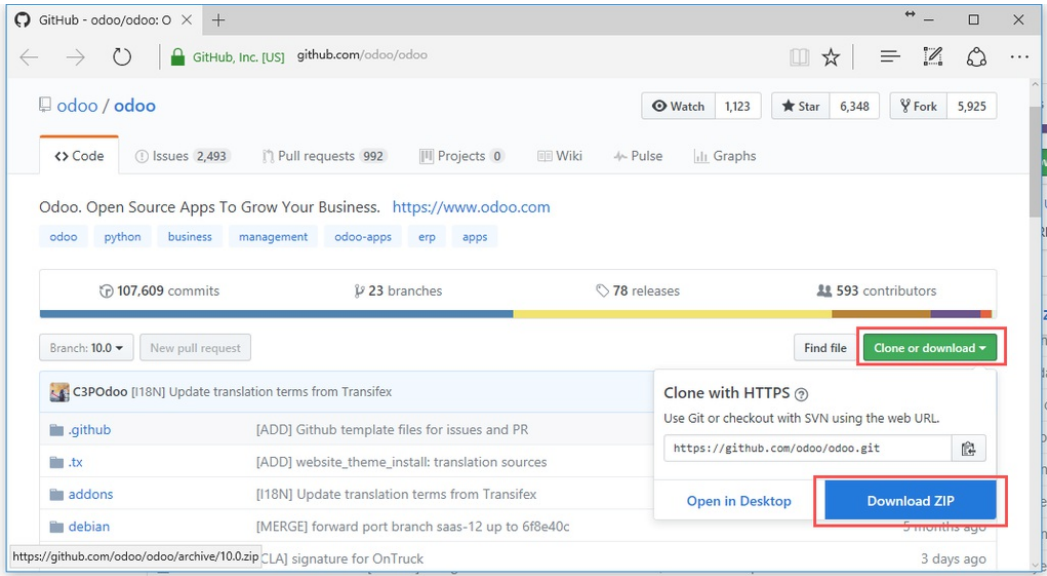 GitHub - odoo/odoo: O
GitHub, Inc. [US] github.com/odoo/odoo
odoo / odoo
Watch 1,123 Star 6,348 Fork 5,925
Code Issues 2,493 Pull requests 992 Projects 0 Wiki Pulse Graphs
Odoo. Open Source Apps To Grow Your Business. https://www.odoo.com
odoo python business management odoo-apps erp apps
107,609 commits 23 branches 78 releases 593 contributors
Branch: 10.0 New pull request Find file Clone or download
C3POdoo [I18N] Update translation terms from Transifex
Clone with HTTPS
Use Git or checkout with SVN using the web URL.
https://github.com/odoo/odoo.git
Open in Desktop Download ZIP
.github [ADD] Github template files for issues and PR
.tx [ADD] website_theme_install: translation sources
addons [I18N] Update translation terms from Transifex
debian [MERGE] forward port branch saas-12 up to 6f8e40c 5 months ago
https://github.com/odoo/odoo/archive/10.0.zip CLA] signature for OnTruck 3 days ago